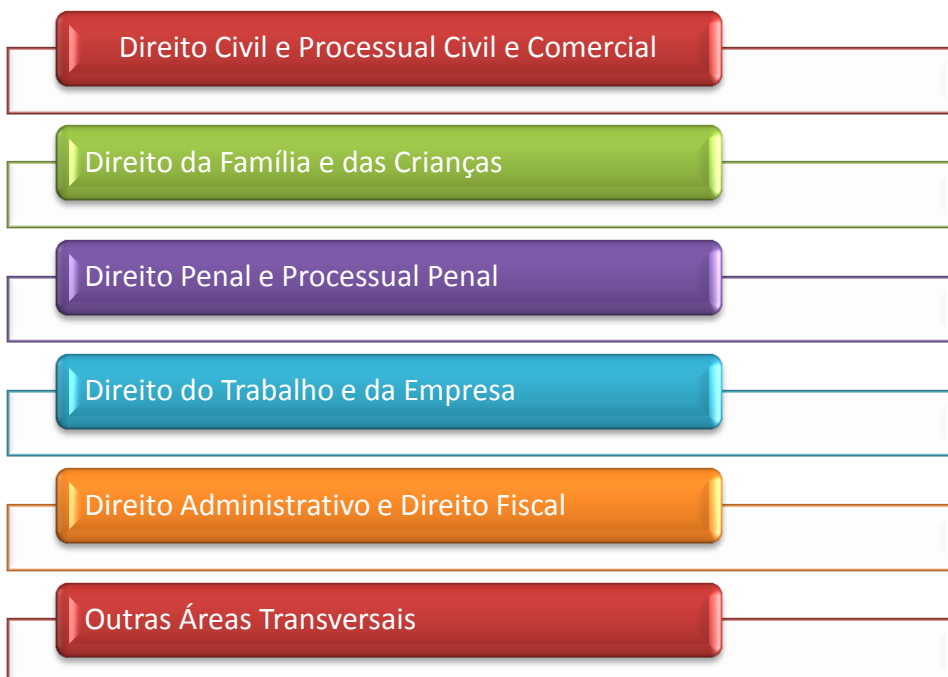 Direito Civil e Processual Civil e Comercial
Direito da Família e das Crianças
Direito Penal e Processual Penal
Direito do Trabalho e da Empresa
Direito Administrativo e Direito Fiscal
Outras Áreas Transversais